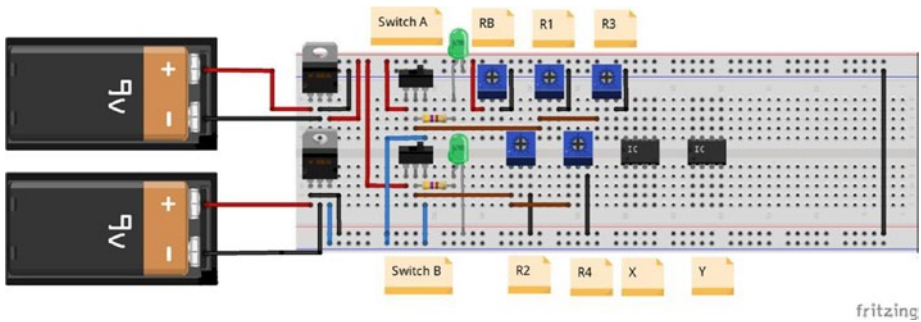 Switch A
RB
R1
R3
9V
IC
IC
9V
Switch B
R2
R4
X
Y
fritzing